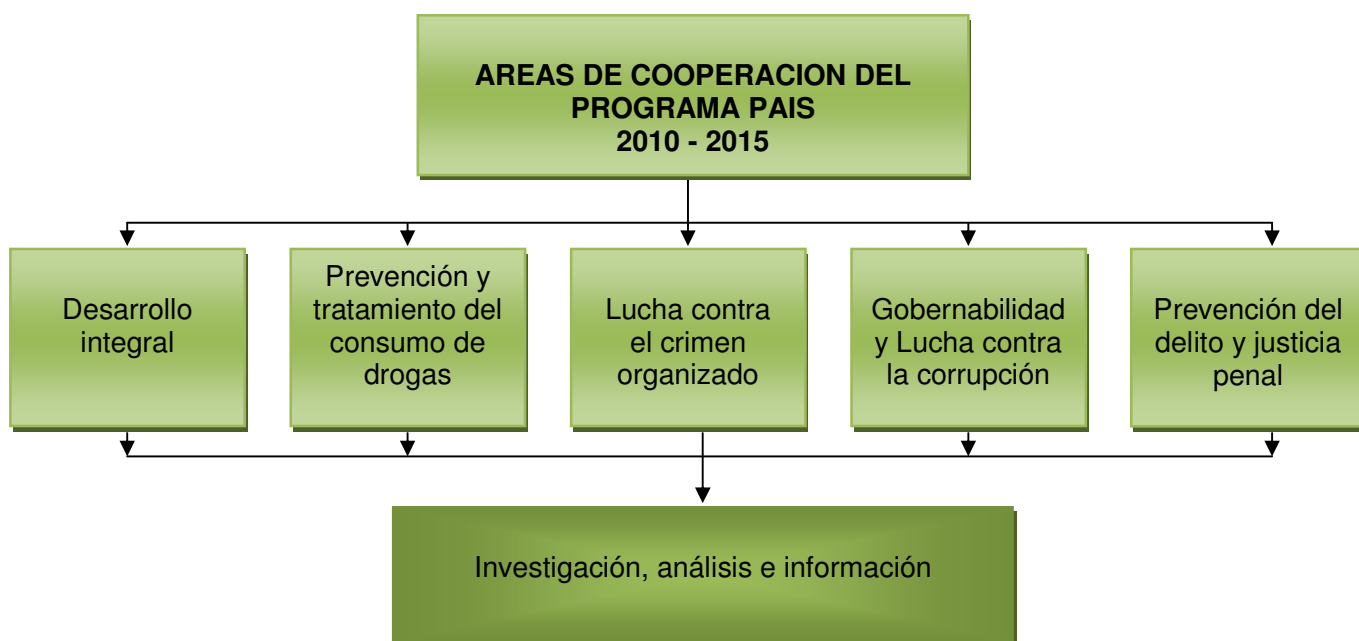 AREAS DE COOPERACION DEL
PROGRAMA PAIS
2010 - 2015
Desarrollo
integral
Prevención y
tratamiento del
consumo de
drogas
Lucha contra
el crimen
organizado
Gobernabilidad
y Lucha contra
la corrupción
Prevención del
delito y justicia
penal
Investigación, análisis e información